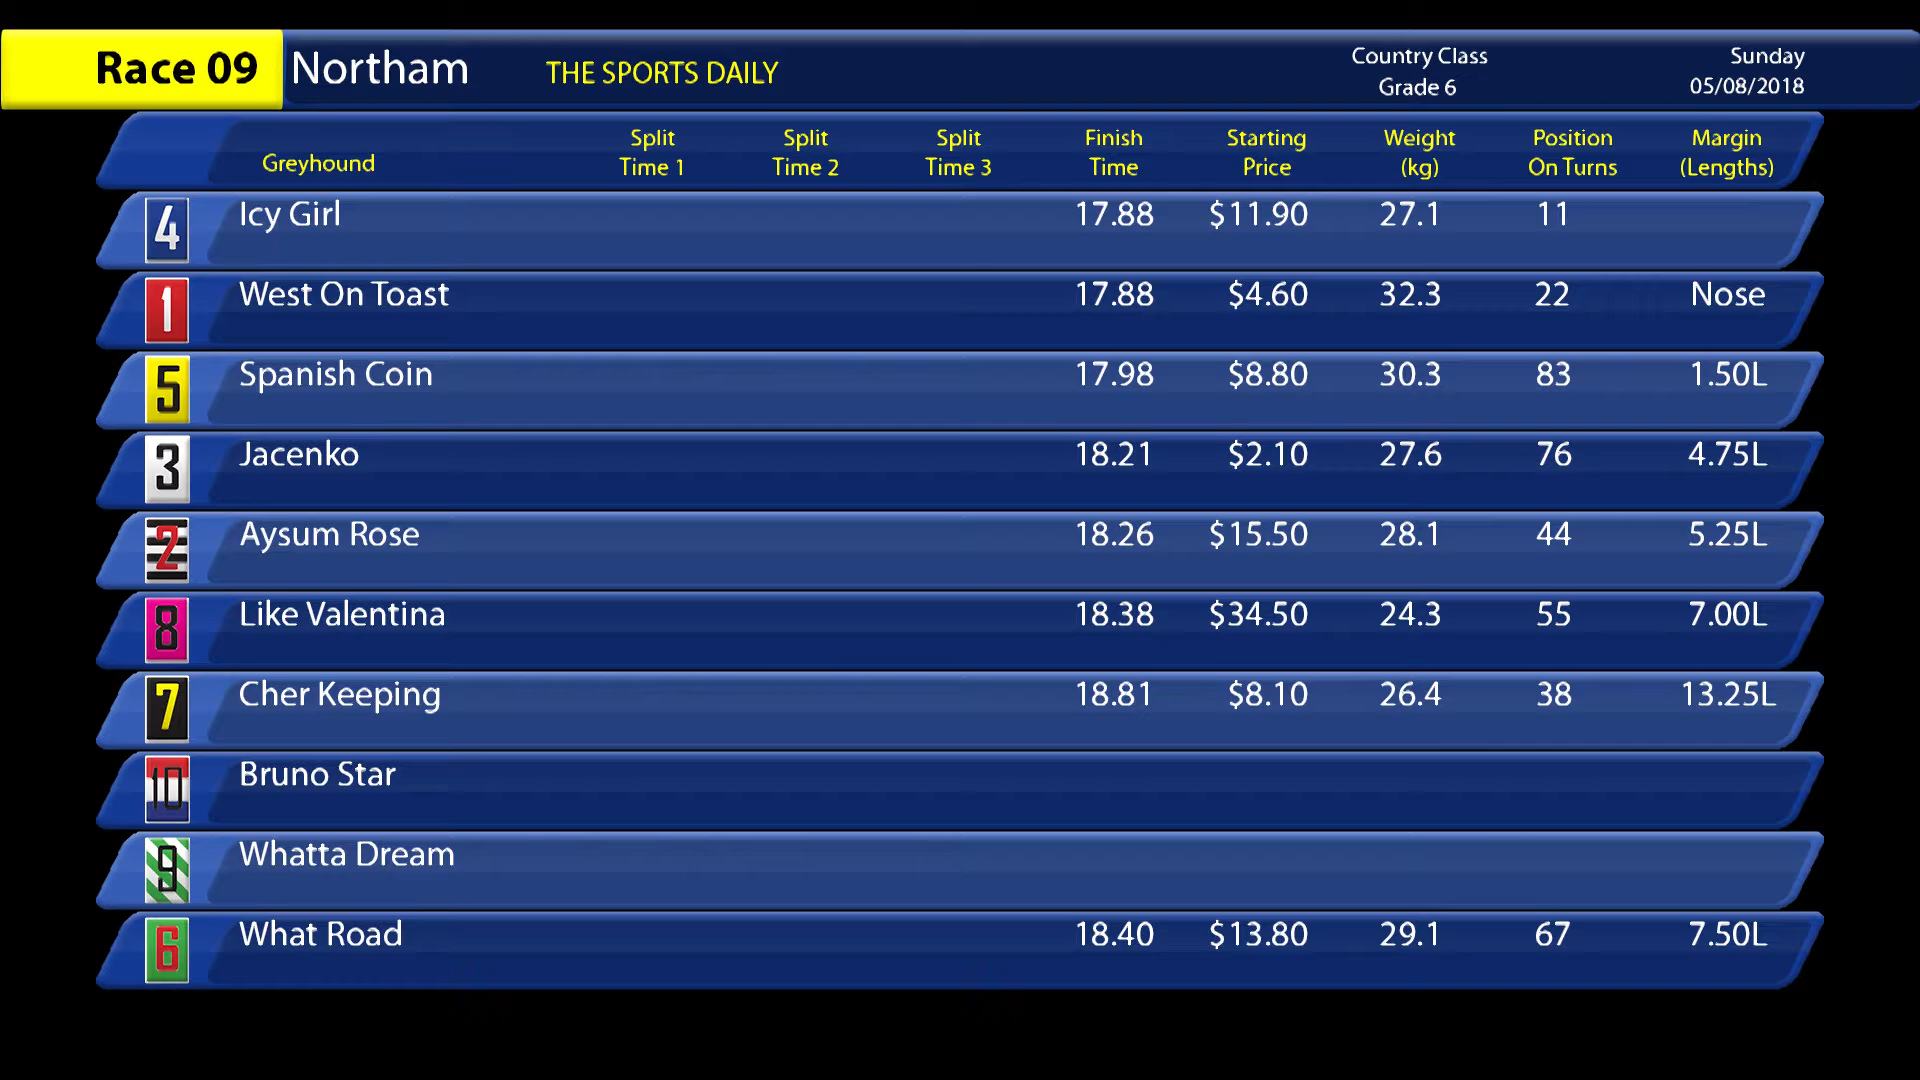 Race 09 Northam THE SPORTS DAILY Country Class Grade 6 Sunday 05/08/2018
Greyhound Split Time 1 Split Time 2 Split Time 3 Finish Time Starting Price Weight (kg) Position On Turns Margin (Lengths)
4 Icy Girl 17.88 $11.90 27.1 11
1 West On Toast 17.88 $4.60 32.3 22 Nose
5 Spanish Coin 17.98 $8.80 30.3 83 1.50L
3 Jacenko 18.21 $2.10 27.6 76 4.75L
2 Aysum Rose 18.26 $15.50 28.1 44 5.25L
8 Like Valentina 18.38 $34.50 24.3 55 7.00L
7 Cher Keeping 18.81 $8.10 26.4 38 13.25L
10 Bruno Star
9 Whatta Dream
6 What Road 18.40 $13.80 29.1 67 7.50L